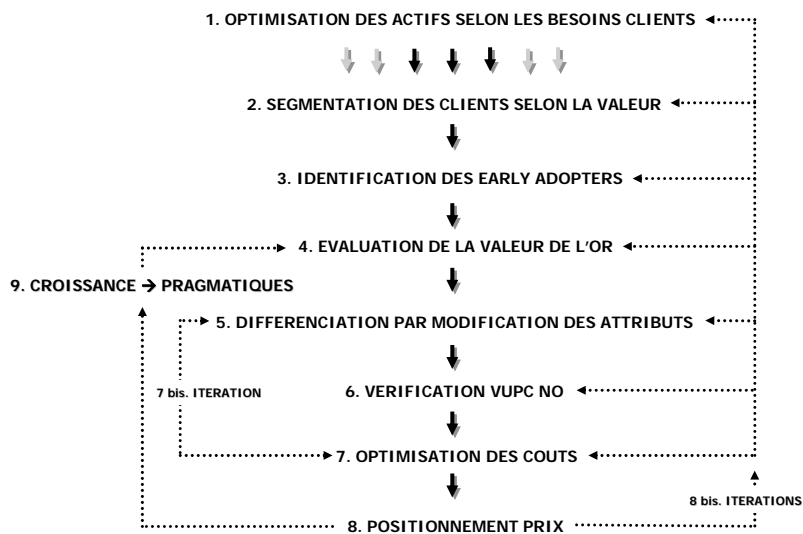 1. OPTIMISATION DES ACTIFS SELON LES BESOINS CLIENTS
2. SEGMENTATION DES CLIENTS SELON LA VALEUR
3. IDENTIFICATION DES EARLY ADOPTERS
4. EVALUATION DE LA VALEUR DE L'OR
9. CROISSANCE → PRAGMATIQUES
5. DIFFERENCIATION PAR MODIFICATION DES ATTRIBUTS
7 bis. ITERATION
6. VERIFICATION VUPC NO
7. OPTIMISATION DES COUTS
8 bis. ITERATIONS
8. POSITIONNEMENT PRIX